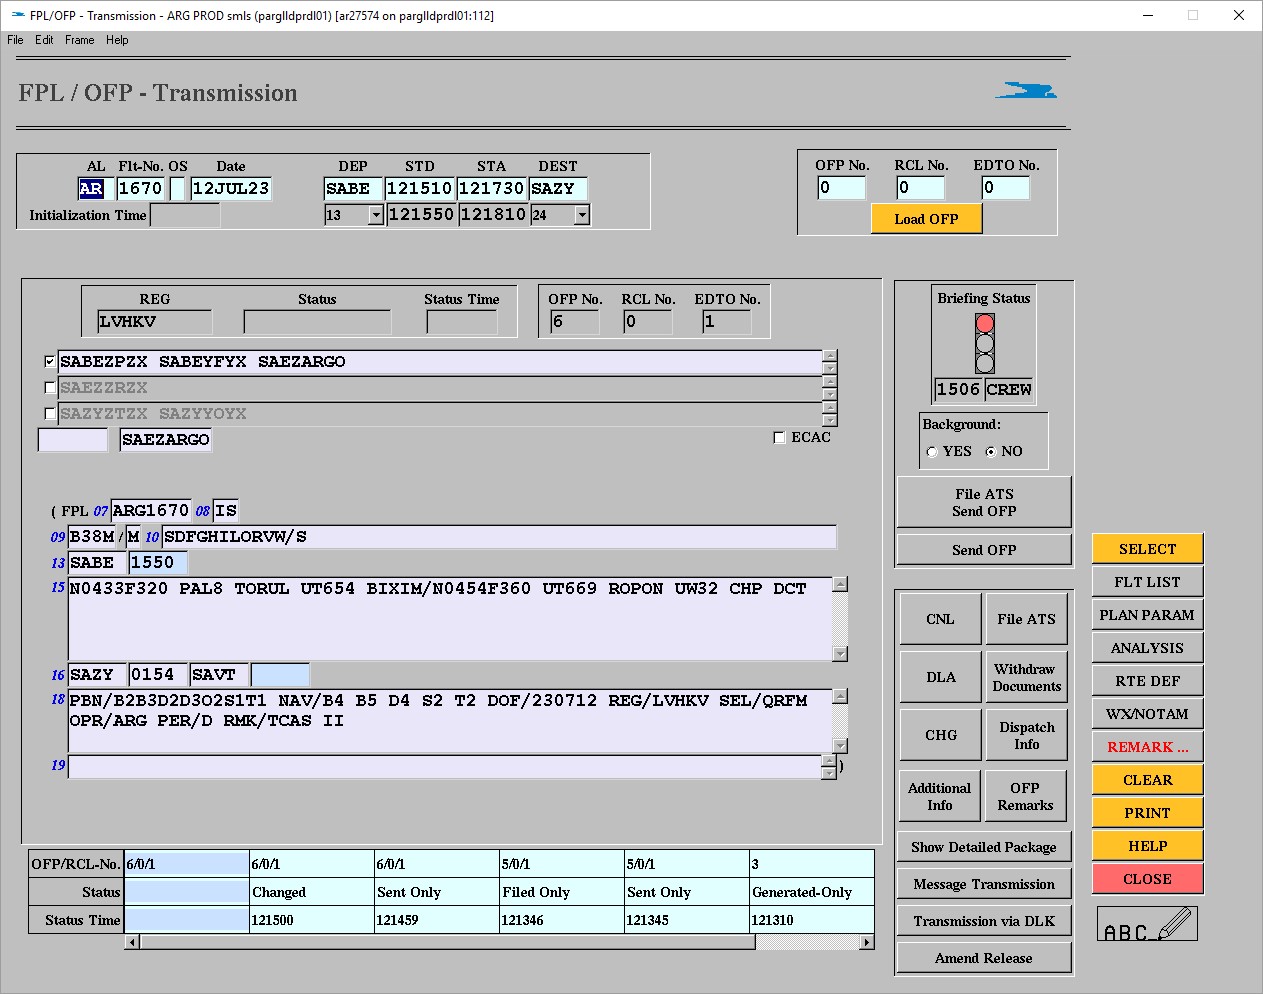 FPL/OFP - Transmission - ARG PROD smls (parglldprdl01) [ar27574 on parglldprdl01:112]
File Edit Frame Help
FPL / OFP - Transmission
AL Flt-No. OS Date DEP STD STA DEST
AR 1670 12JUL23 SABE 121510 121730 SAZY
Initialization Time 13 121550 121810 24
OFP No. RCL No. EDTO No.
0 0 0
Load OFP
REG Status Status Time
LVHKV
OFP No. RCL No. EDTO No.
6 0 1
SABEZPZX SABEYFYX SAEZARGO
SAEZZRZX
SAZYZTZX SAZYYOYX
SAEZARGO
ECAC
( FPL 07 ARG1670 08 IS
09 B38M / M 10 SDFGHILORVW/S
13 SABE 1550
15 N0433F320 PAL8 TORUL UT654 BIXIM/N0454F360 UT669 ROPON UW32 CHP DCT
16 SAZY 0154 SAVT
18 PBN/B2B3D2D3O2S1T1 NAV/B4 B5 D4 S2 T2 DOF/230712 REG/LVHKV SEL/QRFM
OPR/ARG PER/D RMK/TCAS II
19 )
OFP/RCL-No. 6/0/1 6/0/1 6/0/1 5/0/1 5/0/1 3
Status Changed Sent Only Filed Only Sent Only Generated-Only
Status Time 121500 121459 121346 121345 121310
Briefing Status
1506 CREW
Background:
YES NO
File ATS
Send OFP
Send OFP
CNL File ATS
DLA Withdraw
Documents
CHG Dispatch
Info
Additional
Info
OFP
Remarks
Show Detailed Package
Message Transmission
Transmission via DLK
Amend Release
SELECT
FLT LIST
PLAN PARAM
ANALYSIS
RTE DEF
WX/NOTAM
REMARK ...
CLEAR
PRINT
HELP
CLOSE
ABC_